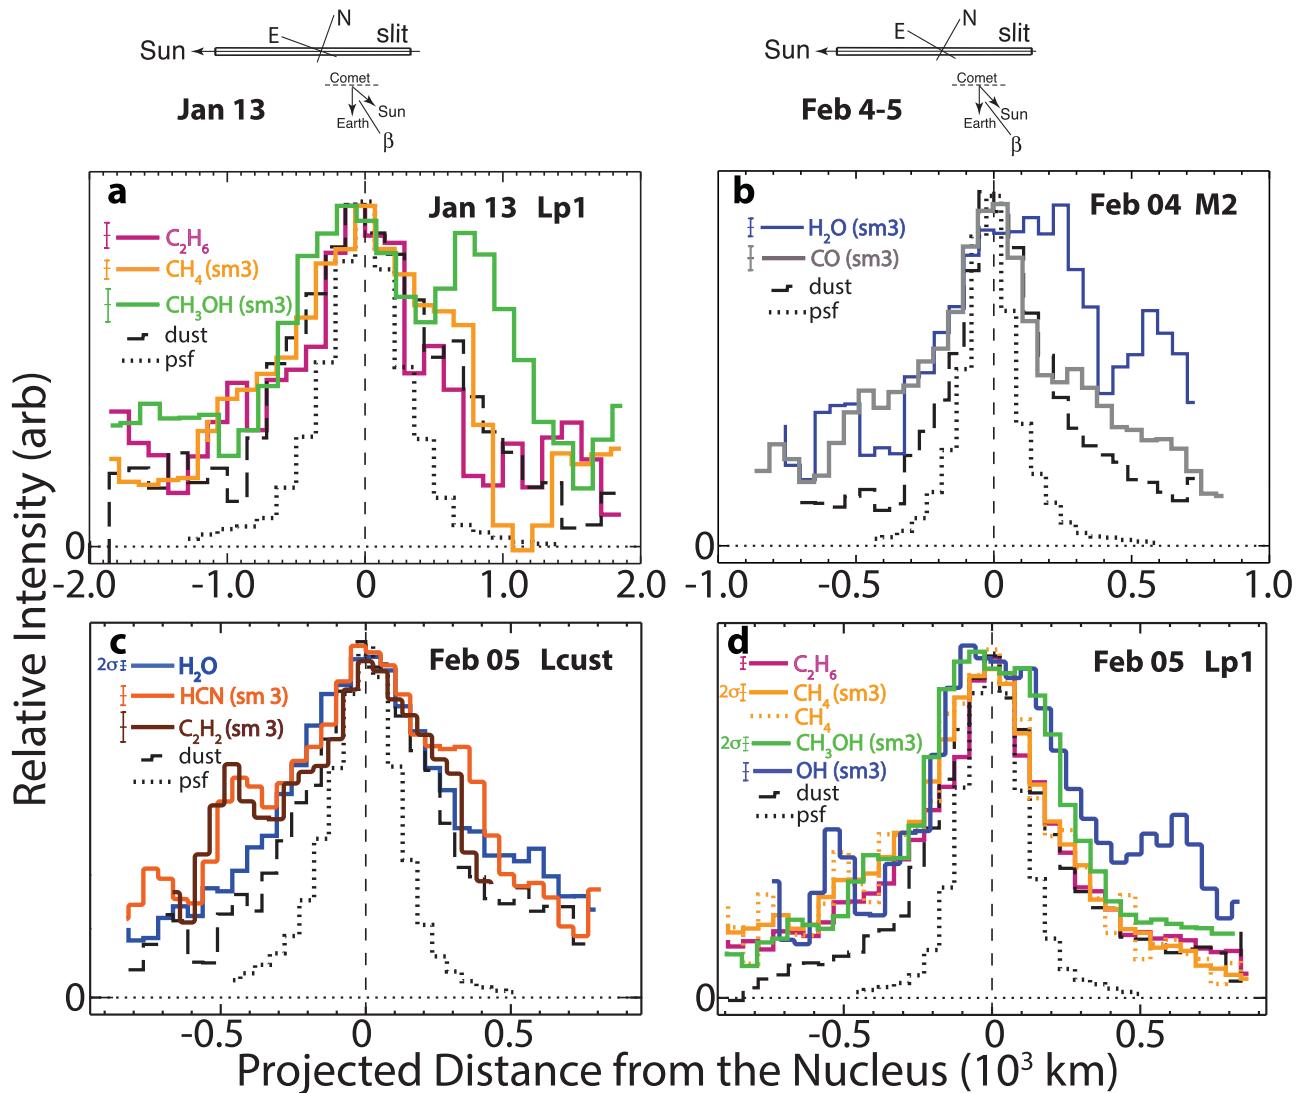 N
E
slit
Sun
Comet
Sun
Earth
β
Jan 13
N
E
slit
Sun
Comet
Sun
Earth
β
Feb 4-5
Relative Intensity (arb)
a
Jan 13 Lp1
C2H6
CH4 (sm3)
CH3OH (sm3)
dust
psf
0
-2.0 -1.0 0 1.0 2.0
b
Feb 04 M2
H2O (sm3)
CO (sm3)
dust
psf
0
-1.0 -0.5 0 0.5 1.0
c
Feb 05 Lcust
2σ H2O
HCN (sm 3)
C2H2 (sm 3)
dust
psf
0
-0.5 0 0.5
d
Feb 05 Lp1
C2H6
2σ CH4 (sm3)
CH4
2σ CH3OH (sm3)
OH (sm3)
dust
psf
0
-0.5 0 0.5
Projected Distance from the Nucleus (10³ km)